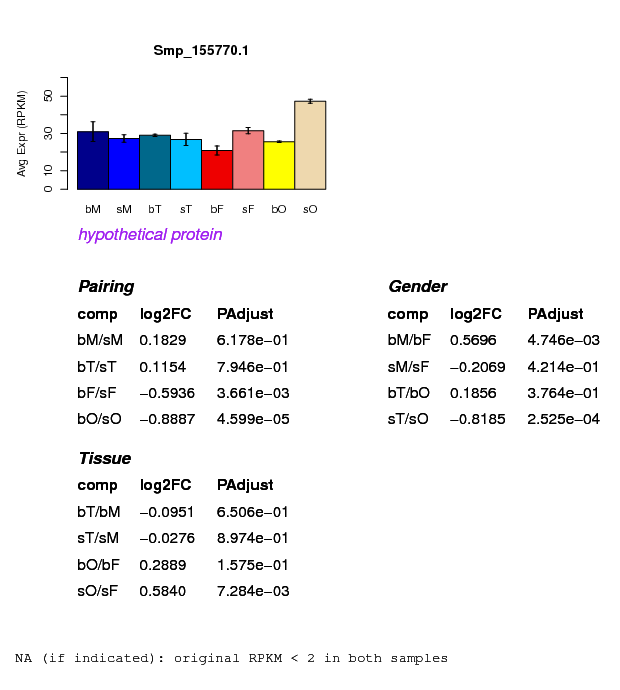 Smp_155770.1
Avg Expr (RPKM)
50
30
10
0
bM sM bT sT bF sF bO sO
hypothetical protein
Pairing
comp log2FC PAdjust
bM/sM 0.1829 6.178e−01
bT/sT 0.1154 7.946e−01
bF/sF −0.5936 3.661e−03
bO/sO −0.8887 4.599e−05
Gender
comp log2FC PAdjust
bM/bF 0.5696 4.746e−03
sM/sF −0.2069 4.214e−01
bT/bO 0.1856 3.764e−01
sT/sO −0.8185 2.525e−04
Tissue
comp log2FC PAdjust
bT/bM −0.0951 6.506e−01
sT/sM −0.0276 8.974e−01
bO/bF 0.2889 1.575e−01
sO/sF 0.5840 7.284e−03
NA (if indicated): original RPKM < 2 in both samples